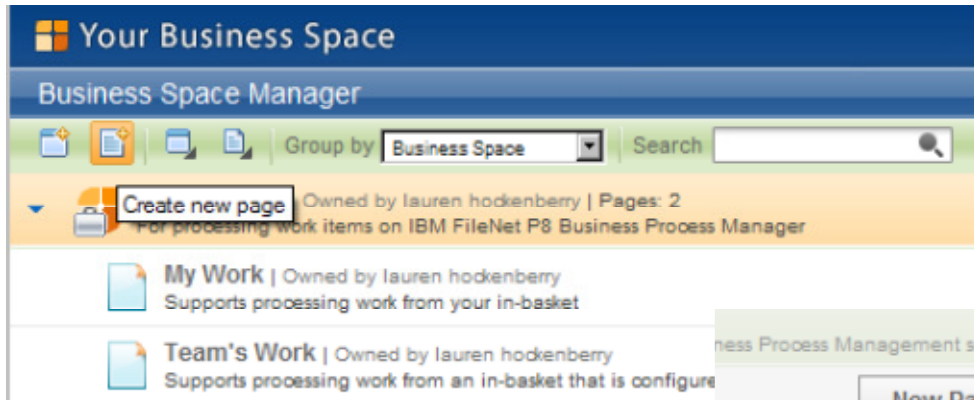 Your Business Space
Business Space Manager
Group by Business Space Search
Create new page Owned by lauren hockenberry | Pages: 2
For processing work items on IBM FileNet P8 Business Process Manager
My Work | Owned by lauren hockenberry
Supports processing work from your in-basket
Team's Work | Owned by lauren hockenberry
Supports processing work from an in-basket that is configure
ness Process Management s
New Pa